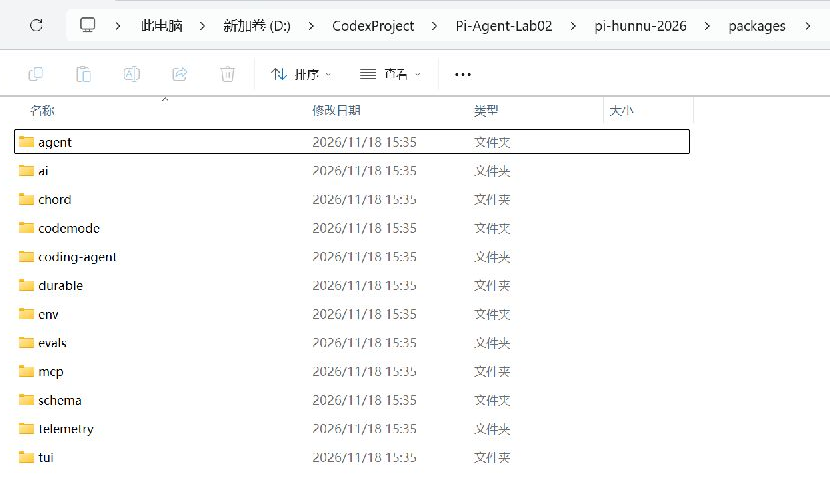 此电脑 > 新加卷 (D:) > CodexProject > Pi-Agent-Lab02 > pi-hunnu-2026 > packages >
排序 查看 ...
名称 修改日期 类型 大小
agent 2026/11/18 15:35 文件夹
ai 2026/11/18 15:35 文件夹
chord 2026/11/18 15:35 文件夹
codemode 2026/11/18 15:35 文件夹
coding-agent 2026/11/18 15:35 文件夹
durable 2026/11/18 15:35 文件夹
env 2026/11/18 15:35 文件夹
evals 2026/11/18 15:35 文件夹
mcp 2026/11/18 15:35 文件夹
schema 2026/11/18 15:35 文件夹
telemetry 2026/11/18 15:35 文件夹
tui 2026/11/18 15:35 文件夹